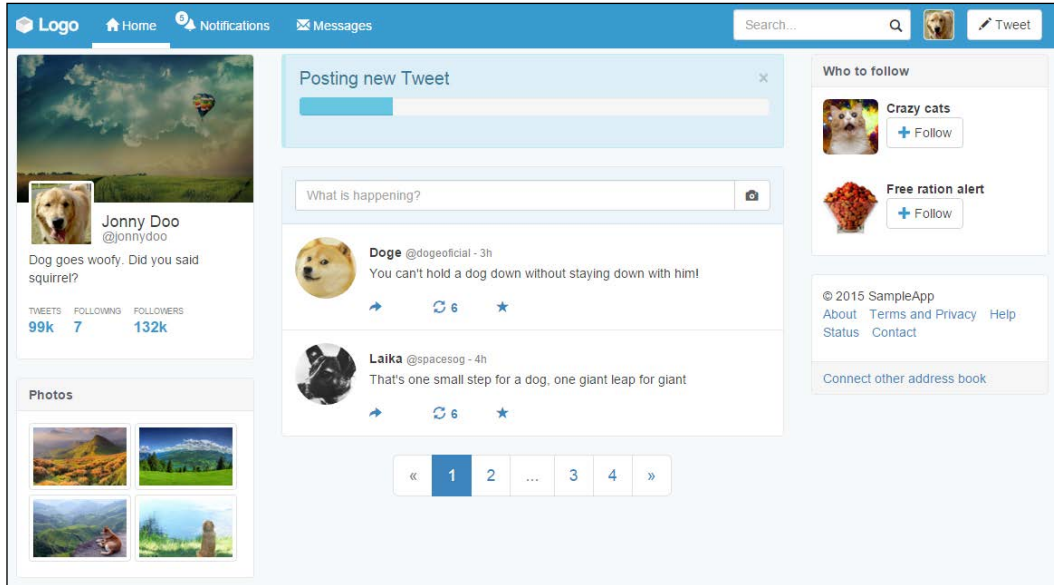 Logo
Home
5
Notifications
Messages
Search...
Tweet
Jonny Doo
@jonnydoo
Dog goes woofy. Did you said
squirrel?
TWEETS FOLLOWING FOLLOWERS
99k 7 132k
Photos
Posting new Tweet
×
What is happening?
Doge @dogeoficial - 3h
You can't hold a dog down without staying down with him!
6
Laika @spacesog - 4h
That's one small step for a dog, one giant leap for giant
6
« 1 2 ... 3 4 »
Who to follow
Crazy cats
Follow
Free ration alert
Follow
© 2015 SampleApp
About Terms and Privacy Help
Status Contact
Connect other address book